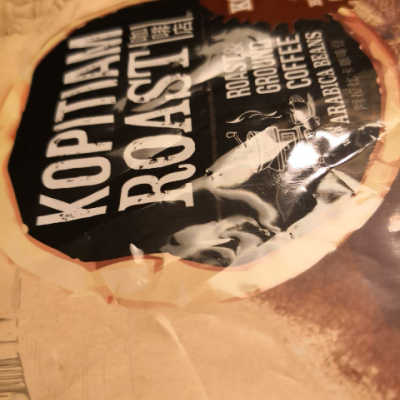 KOPITIAM
ROAST
咖啡店
ROAST &
GROUND
COFFEE
ARABICA BEANS